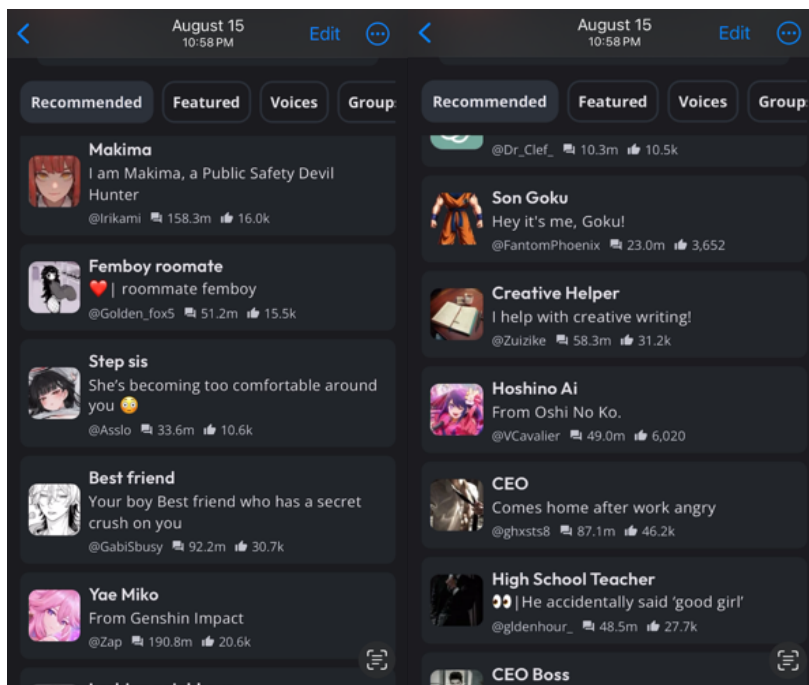 August 15
10:58 PM
Edit
Recommended
Featured
Voices
Group
Makima
I am Makima, a Public Safety Devil
Hunter
@Irikami 158.3m 16.0k
Femboy roomate
❤️| roommate femboy
@Golden_fox5 51.2m 15.5k
Step sis
She's becoming too comfortable around
you 😳
@Asslo 33.6m 10.6k
Best friend
Your boy Best friend who has a secret
crush on you
@GabiSbusy 92.2m 30.7k
Yae Miko
From Genshin Impact
@Zap 190.8m 20.6k
August 15
10:58 PM
Edit
Recommended
Featured
Voices
Group
@Dr_Clef_ 10.3m 10.5k
Son Goku
Hey it's me, Goku!
@FantomPhoenix 23.0m 3,652
Creative Helper
I help with creative writing!
@Zuizike 58.3m 31.2k
Hoshino Ai
From Oshi No Ko.
@VCavalier 49.0m 6,020
CEO
Comes home after work angry
@ghxsts8 87.1m 46.2k
High School Teacher
👀|He accidentally said ‘good girl’
@gldenhour_ 48.5m 27.7k
CEO Boss